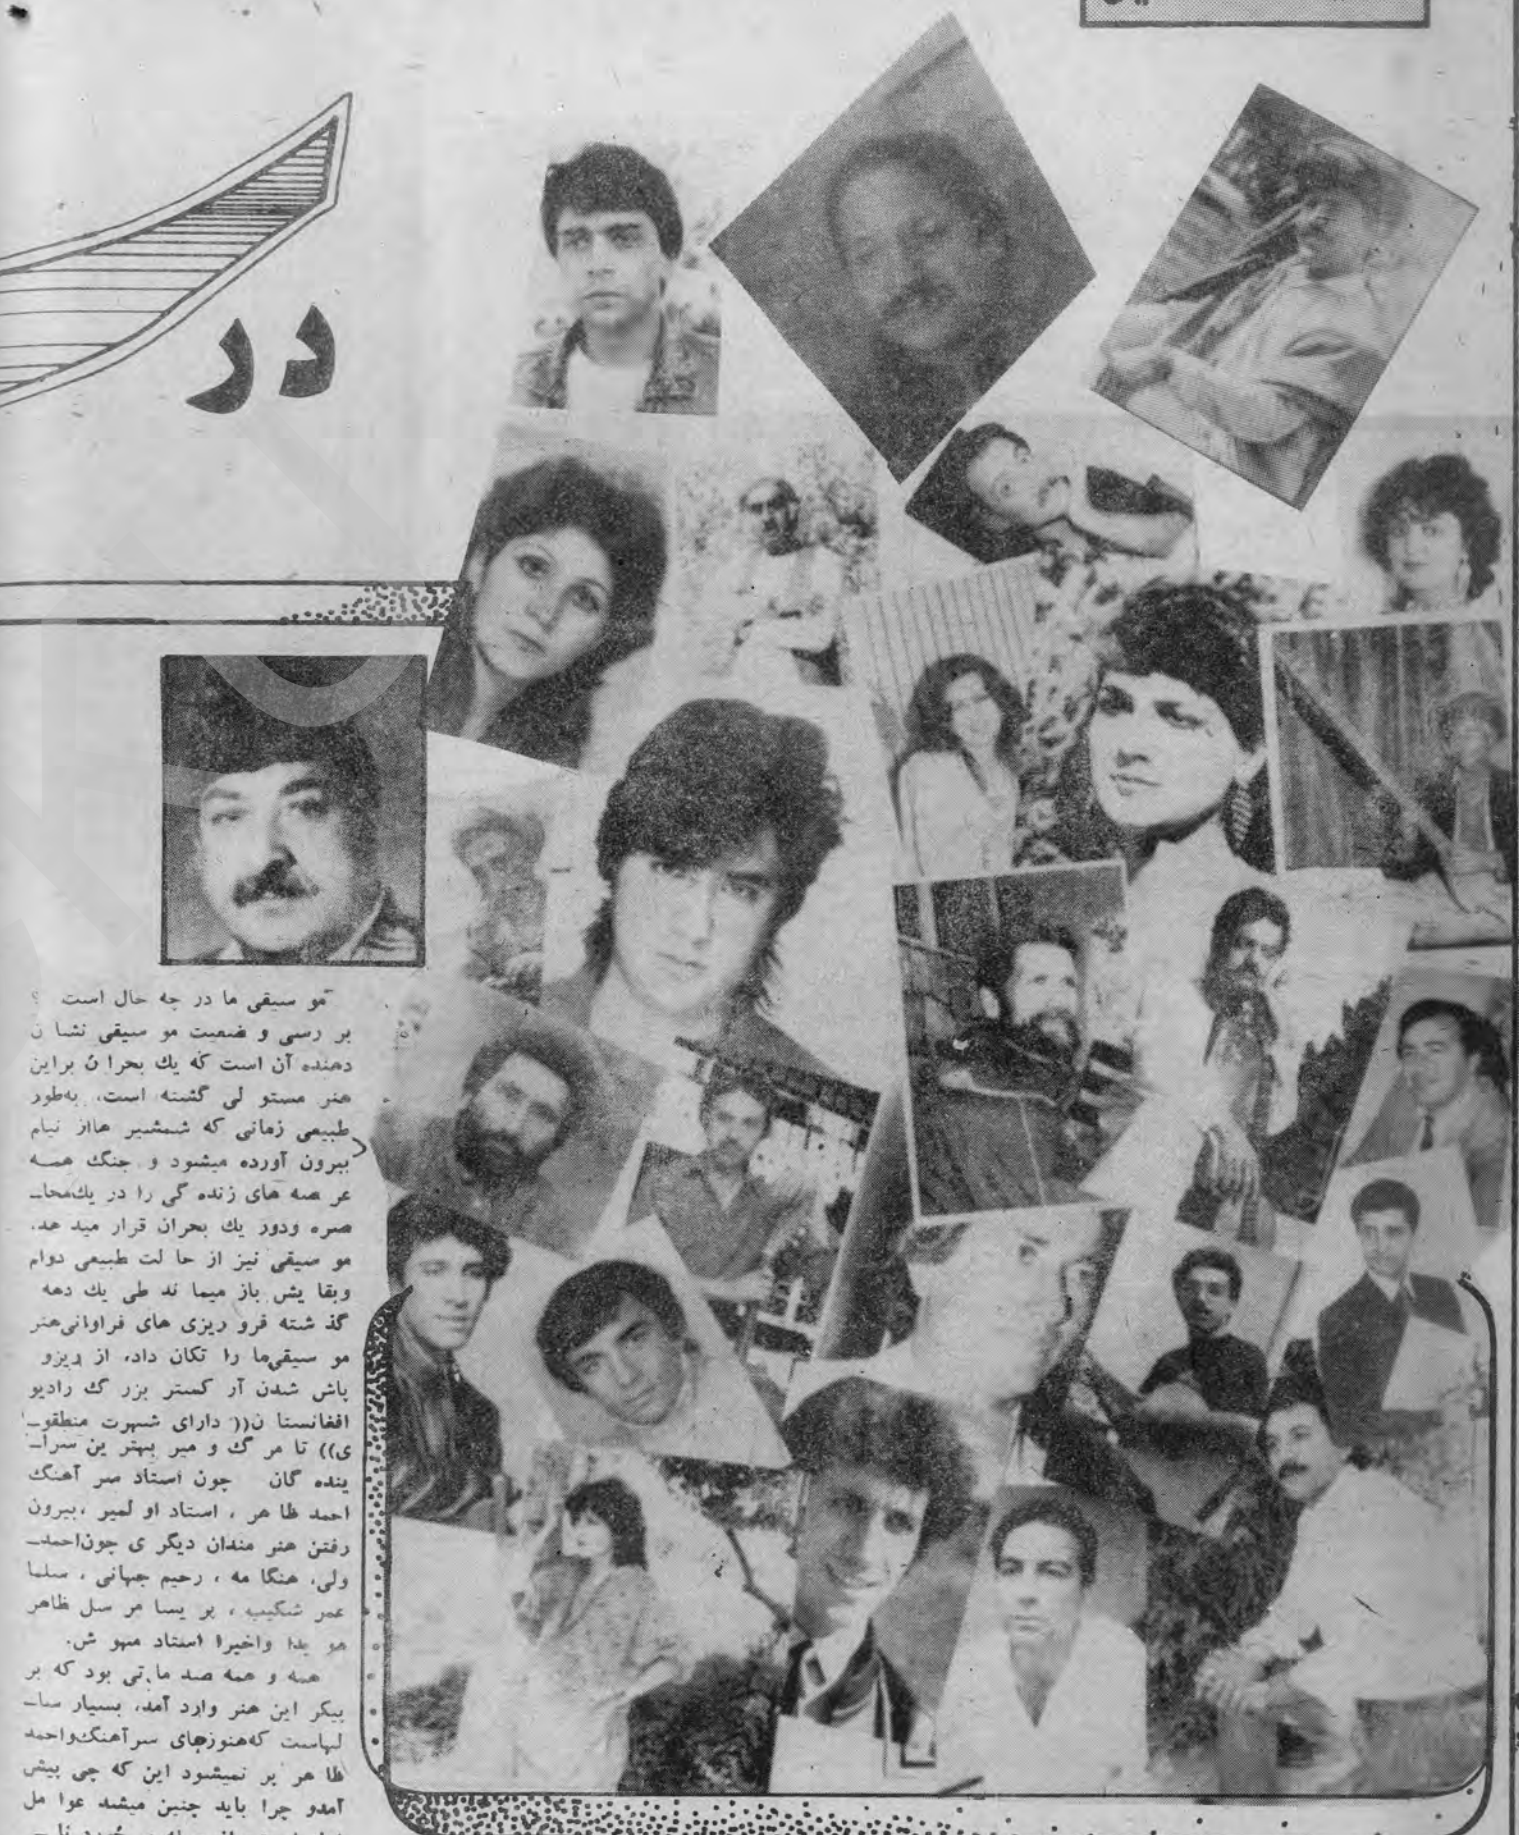 در
مو سیقی ما در چه حال است ؟
بر رسی و ضعیت مو سیقی نشا ن
دهنده آن است که یك بحرا ن براین
هنر مستو لی گشته است، به‌طور
طبیعی زمانی که شمشیر هااز نیام
بیرون آورده میشود و جنگ همه
عر صه های زنده گی را در یك‌محا-
صره ودور یك بحران قرار مید هد.
مو سیقی نیز از حا لت طبیعی دوام
وبقا یش باز میما ند طی یك دهه
گذ شته فرو ریزی های فراوانی‌هنر
مو سیقی‌ما را تکان داد، از ریزو
پاش شدن آر کستر بزر گ رادیو
افغانستا ن(( دارای شهرت منطقو-
ی)) تا مر گ و میر بهتر ین سرا-
ینده گان چون استاد سر آهنگ
احمد ظا هر ، استاد او لمیر ،بیرون
رفتن هنر مندان دیگر ی چون‌احمد-
ولی، هنگا مه ، رحیم جهانی ، سلما
عمر شکیب ، پر یسا مر سل ظاهر
هو یدا واخیرا استاد مهو ش.
همه و همه صد ما تی بود که بر
پیکر این هنر وارد آمد، بسیار سا-
لهاست که‌هنوزجای سرآهنگ‌واحمد
ظا هر پر نمیشود این که چی پیش
آمدو چرا باید چنین میشد عوا مل